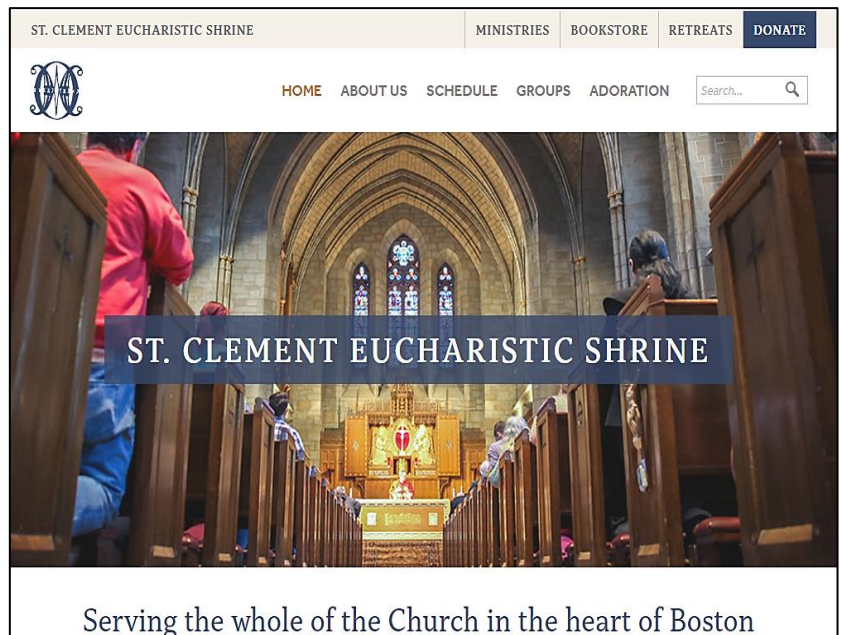 ST. CLEMENT EUCHARISTIC SHRINE
MINISTRIES
BOOKSTORE
RETREATS
DONATE
HOME
ABOUT US
SCHEDULE
GROUPS
ADORATION
Search...
ST. CLEMENT EUCHARISTIC SHRINE
Serving the whole of the Church in the heart of Boston